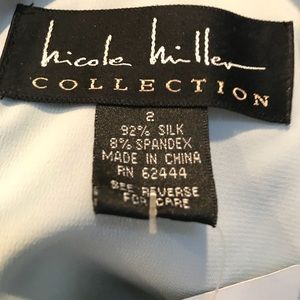 nicole miller
COLLECTION
2
92% SILK
8% SPANDEX
MADE IN CHINA
RN 62444
SEE REVERSE
FOR CARE